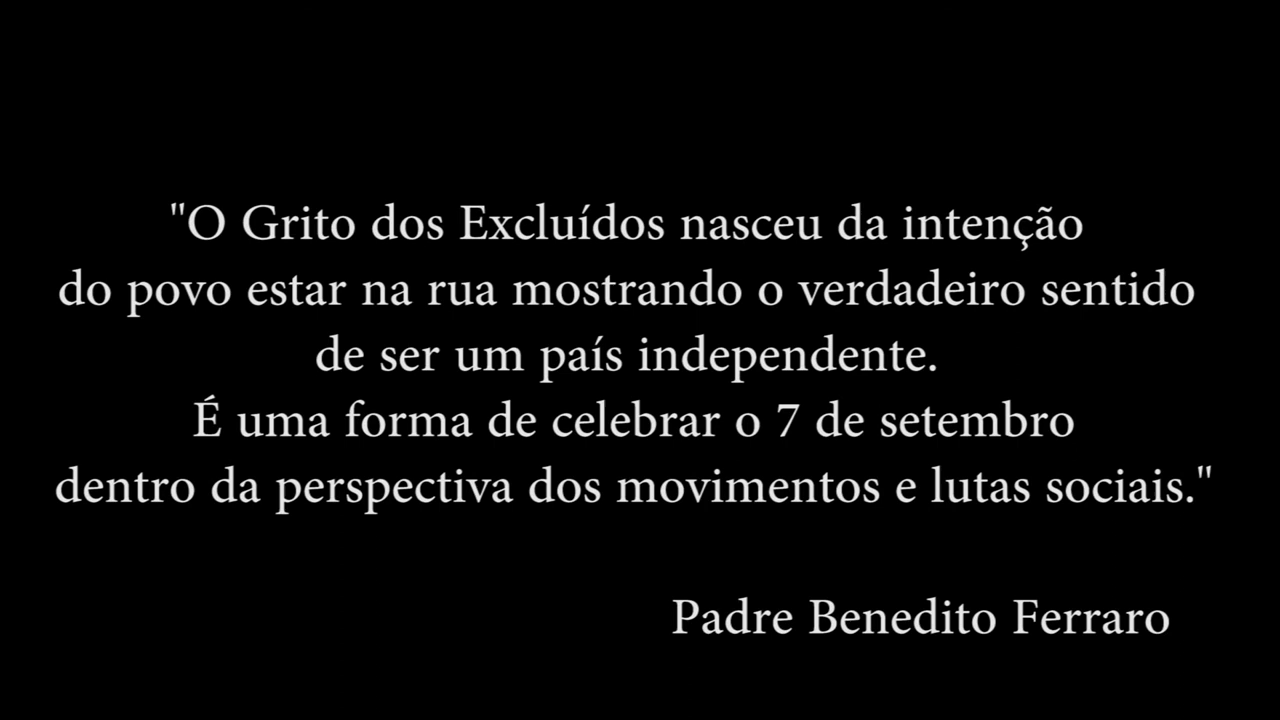 "O Grito dos Excluídos nasceu da intenção
do povo estar na rua mostrando o verdadeiro sentido
de ser um país independente.
É uma forma de celebrar o 7 de setembro
dentro da perspectiva dos movimentos e lutas sociais."
Padre Benedito Ferraro